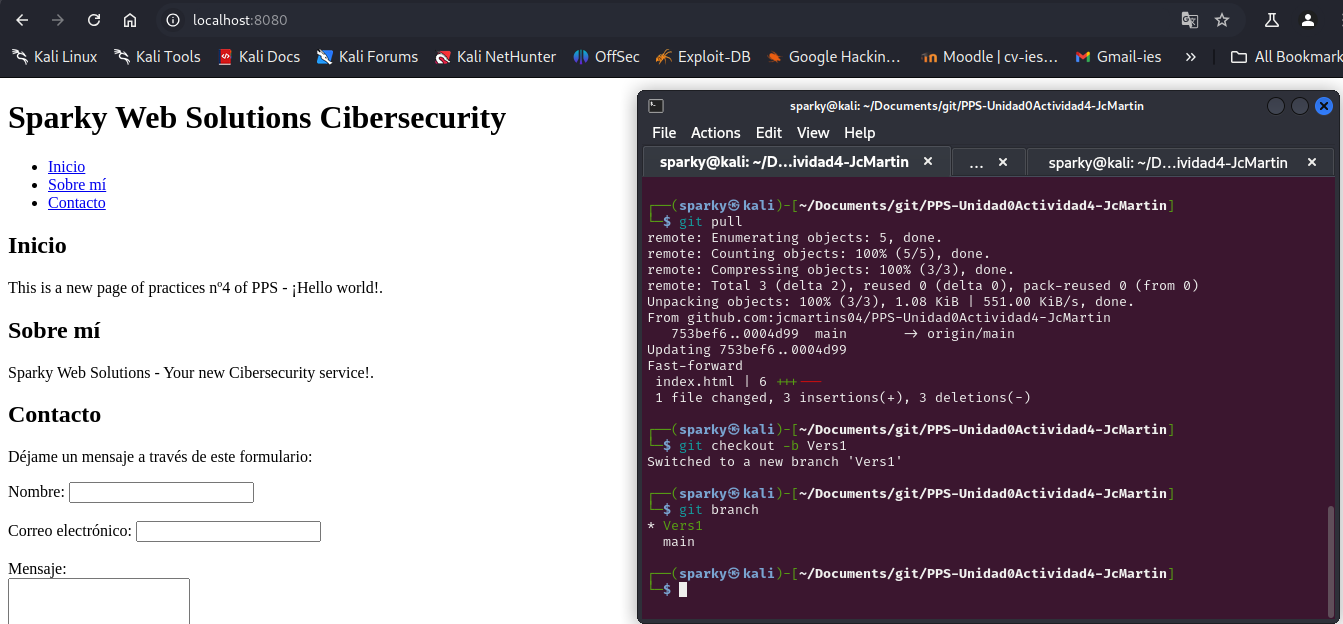 localhost:8080
Kali Linux Kali Tools Kali Docs Kali Forums Kali NetHunter OffSec Exploit-DB Google Hackin... Moodle | cv-ies... Gmail-ies » All Bookmark
Sparky Web Solutions Cibersecurity
• Inicio
• Sobre mí
• Contacto
Inicio
This is a new page of practices nº4 of PPS - ¡Hello world!.
Sobre mí
Sparky Web Solutions - Your new Cibersecurity service!.
Contacto
Déjame un mensaje a través de este formulario:
Nombre:
Correo electrónico:
Mensaje:
sparky@kali: ~/Documents/git/PPS-Unidad0Actividad4-JcMartin
File Actions Edit View Help
sparky@kali: ~/D...ividad4-JcMartin × ... × sparky@kali: ~/D...ividad4-JcMartin ×
┌──(sparky㉿kali)-[~/Documents/git/PPS-Unidad0Actividad4-JcMartin]
└─$ git pull
remote: Enumerating objects: 5, done.
remote: Counting objects: 100% (5/5), done.
remote: Compressing objects: 100% (3/3), done.
remote: Total 3 (delta 2), reused 0 (delta 0), pack-reused 0 (from 0)
Unpacking objects: 100% (3/3), 1.08 KiB | 551.00 KiB/s, done.
From github.com:jcmartins04/PPS-Unidad0Actividad4-JcMartin
753bef6..0004d99 main -> origin/main
Updating 753bef6..0004d99
Fast-forward
index.html | 6 +++---
1 file changed, 3 insertions(+), 3 deletions(-)
┌──(sparky㉿kali)-[~/Documents/git/PPS-Unidad0Actividad4-JcMartin]
└─$ git checkout -b Vers1
Switched to a new branch 'Vers1'
┌──(sparky㉿kali)-[~/Documents/git/PPS-Unidad0Actividad4-JcMartin]
└─$ git branch
* Vers1
main
┌──(sparky㉿kali)-[~/Documents/git/PPS-Unidad0Actividad4-JcMartin]
└─$